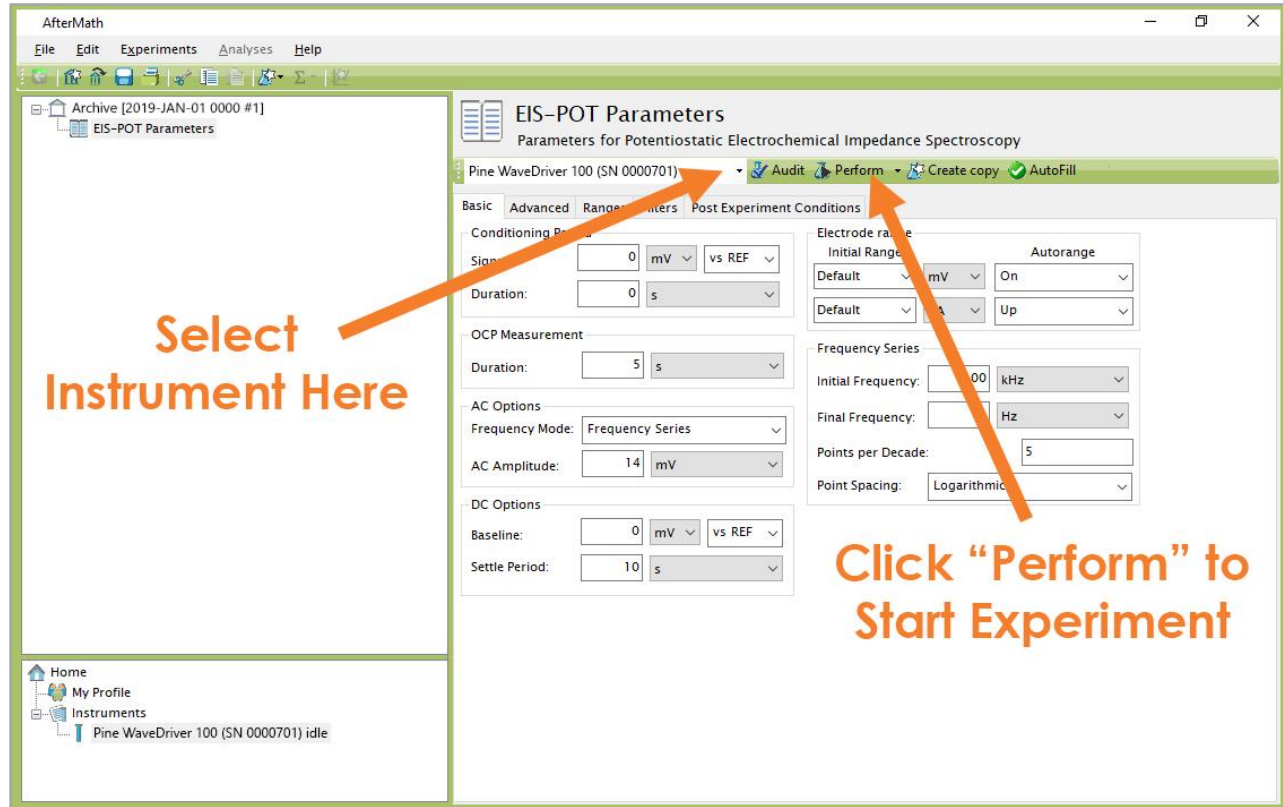 AfterMath
File Edit Experiments Analyses Help
Archive [2019-JAN-01 0000 #1]
EIS-POT Parameters
EIS-POT Parameters
Parameters for Potentiostatic Electrochemical Impedance Spectroscopy
Pine WaveDriver 100 (SN 0000701) Audit Perform Create copy AutoFill
Basic Advanced Ranges Post Experiment Conditions
Conditioning
0 mV vs REF
Duration: 0 s
OCP Measurement
Duration: 5 s
AC Options
Frequency Mode: Frequency Series
AC Amplitude: 14 mV
DC Options
Baseline: 0 mV vs REF
Settle Period: 10 s
Electrode range
Initial Range Autorange
Default mV On
Default Up
Frequency Series
Initial Frequency: kHz
Final Frequency: Hz
Points per Decade: 5
Point Spacing: Logarithmic
Select
Instrument Here
Click “Perform” to
Start Experiment
Home
My Profile
Instruments
Pine WaveDriver 100 (SN 0000701) idle